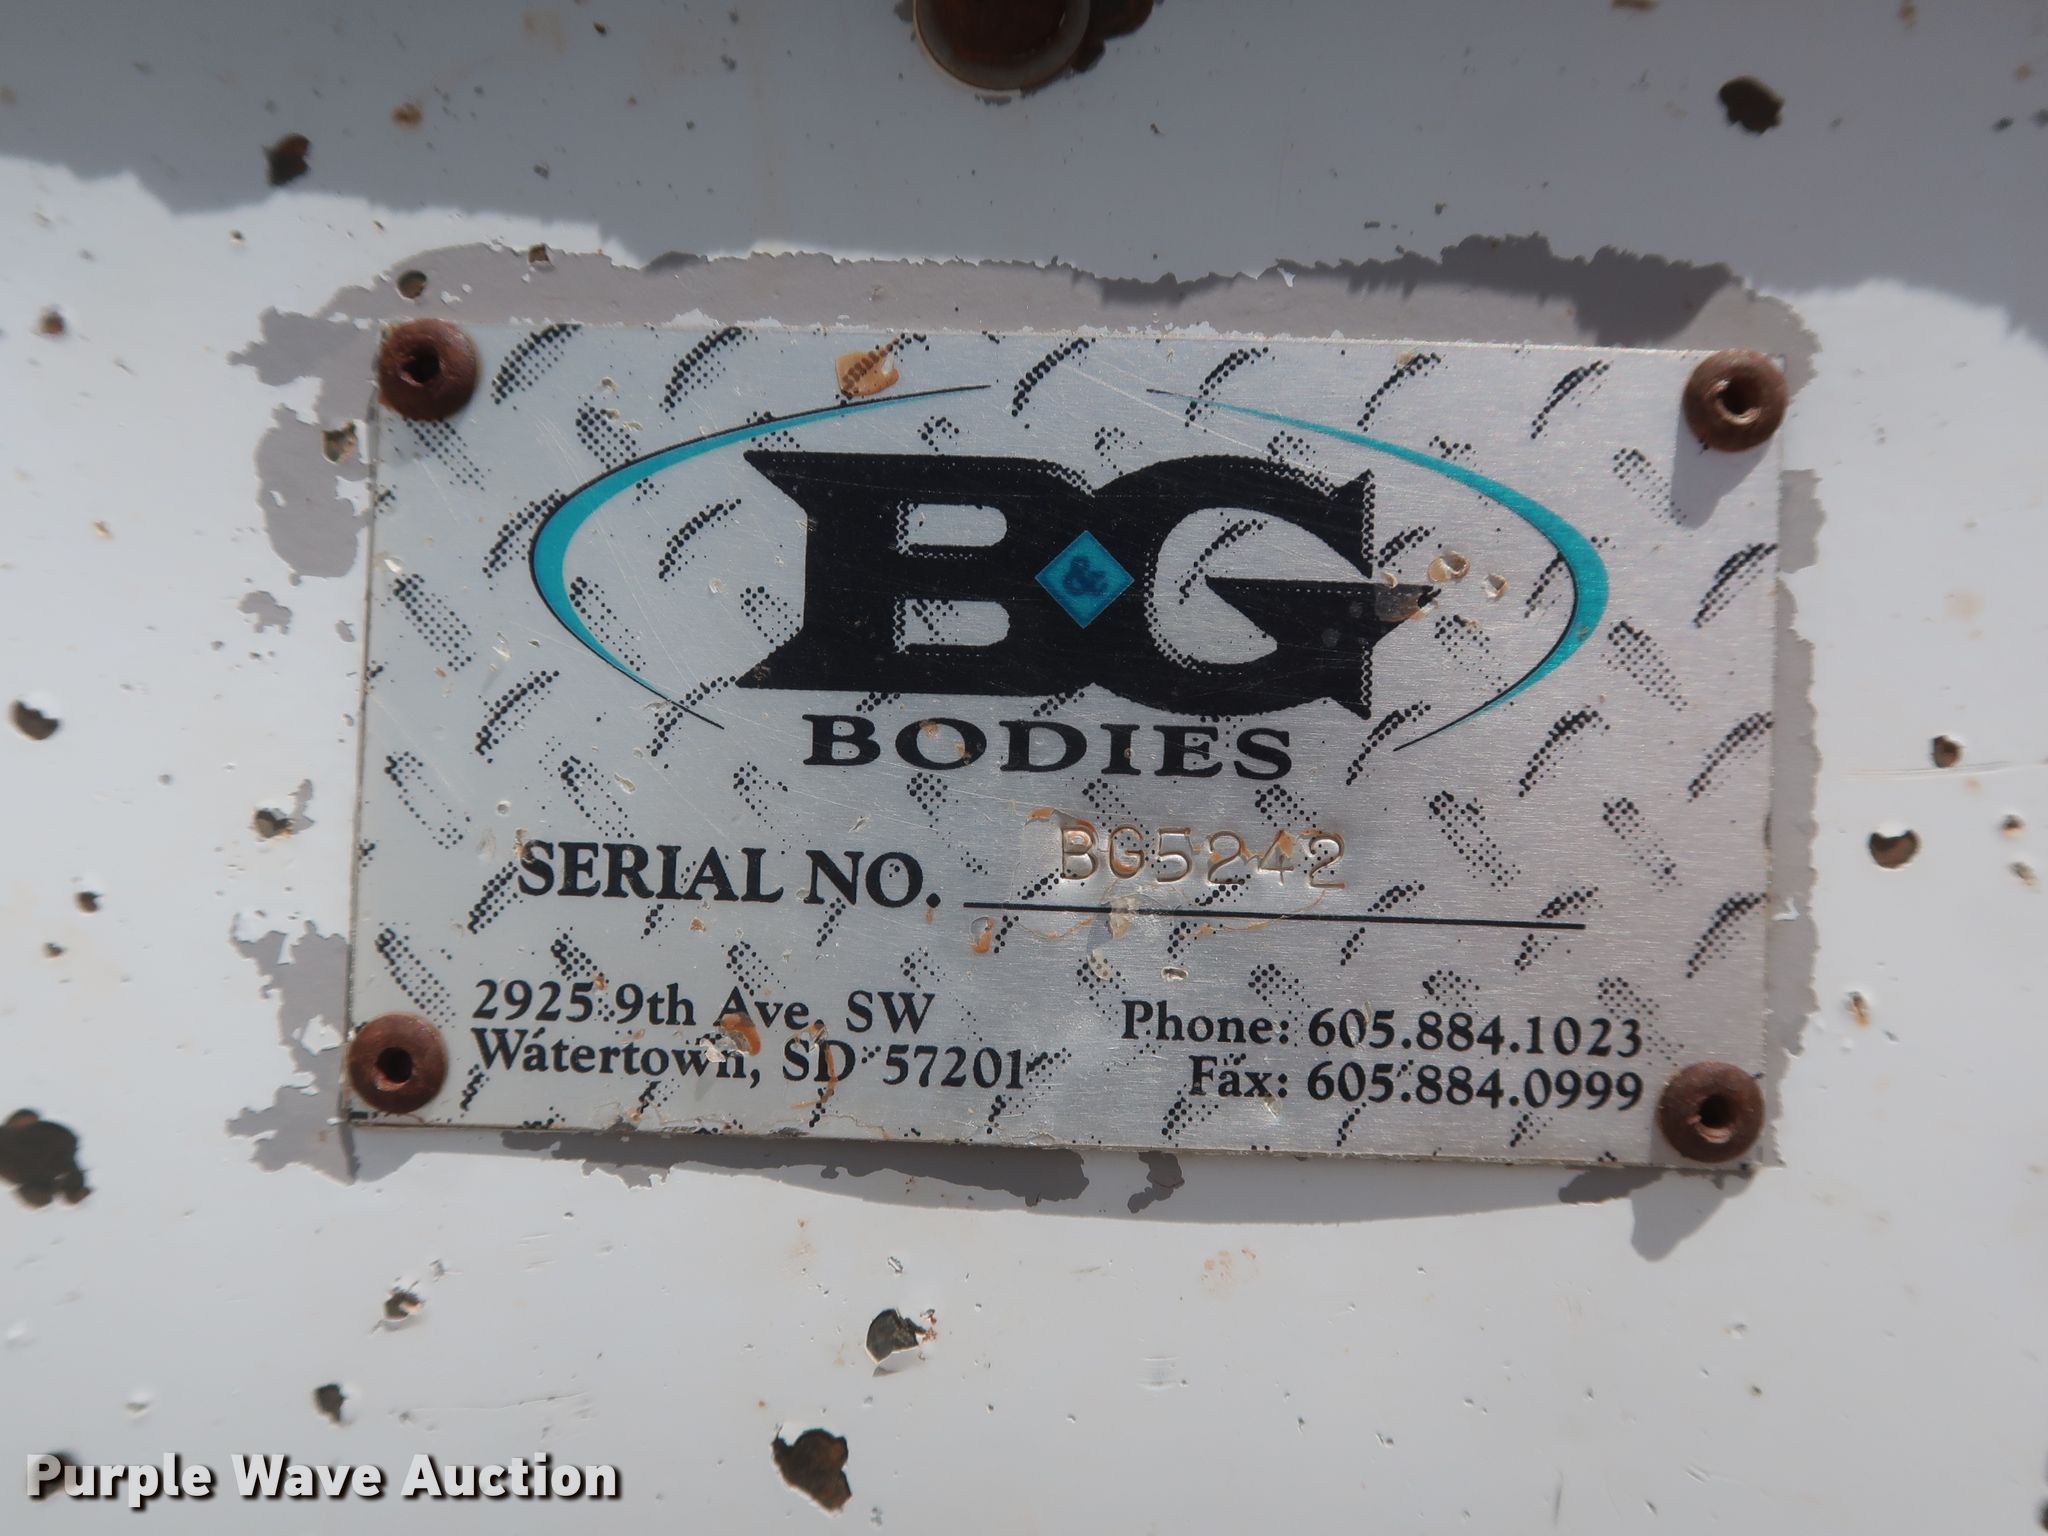 B&G
BODIES
SERIAL NO. BG5242
2925 9th Ave. SW
Watertown, SD 57201
Phone: 605.884.1023
Fax: 605.884.0999
Purple Wave Auction